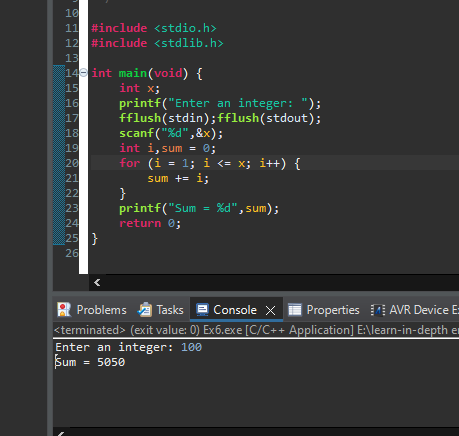 10
11 #include <stdio.h>
12 #include <stdlib.h>
13
14 int main(void) {
15 int x;
16 printf("Enter an integer: ");
17 fflush(stdin);fflush(stdout);
18 scanf("%d",&x);
19 int i,sum = 0;
20 for (i = 1; i <= x; i++) {
21 sum += i;
22 }
23 printf("Sum = %d",sum);
24 return 0;
25 }
26
Problems Tasks Console Properties AVR Device E
<terminated> (exit value: 0) Ex6.exe [C/C++ Application] E:\learn-in-depth e
Enter an integer: 100
Sum = 5050